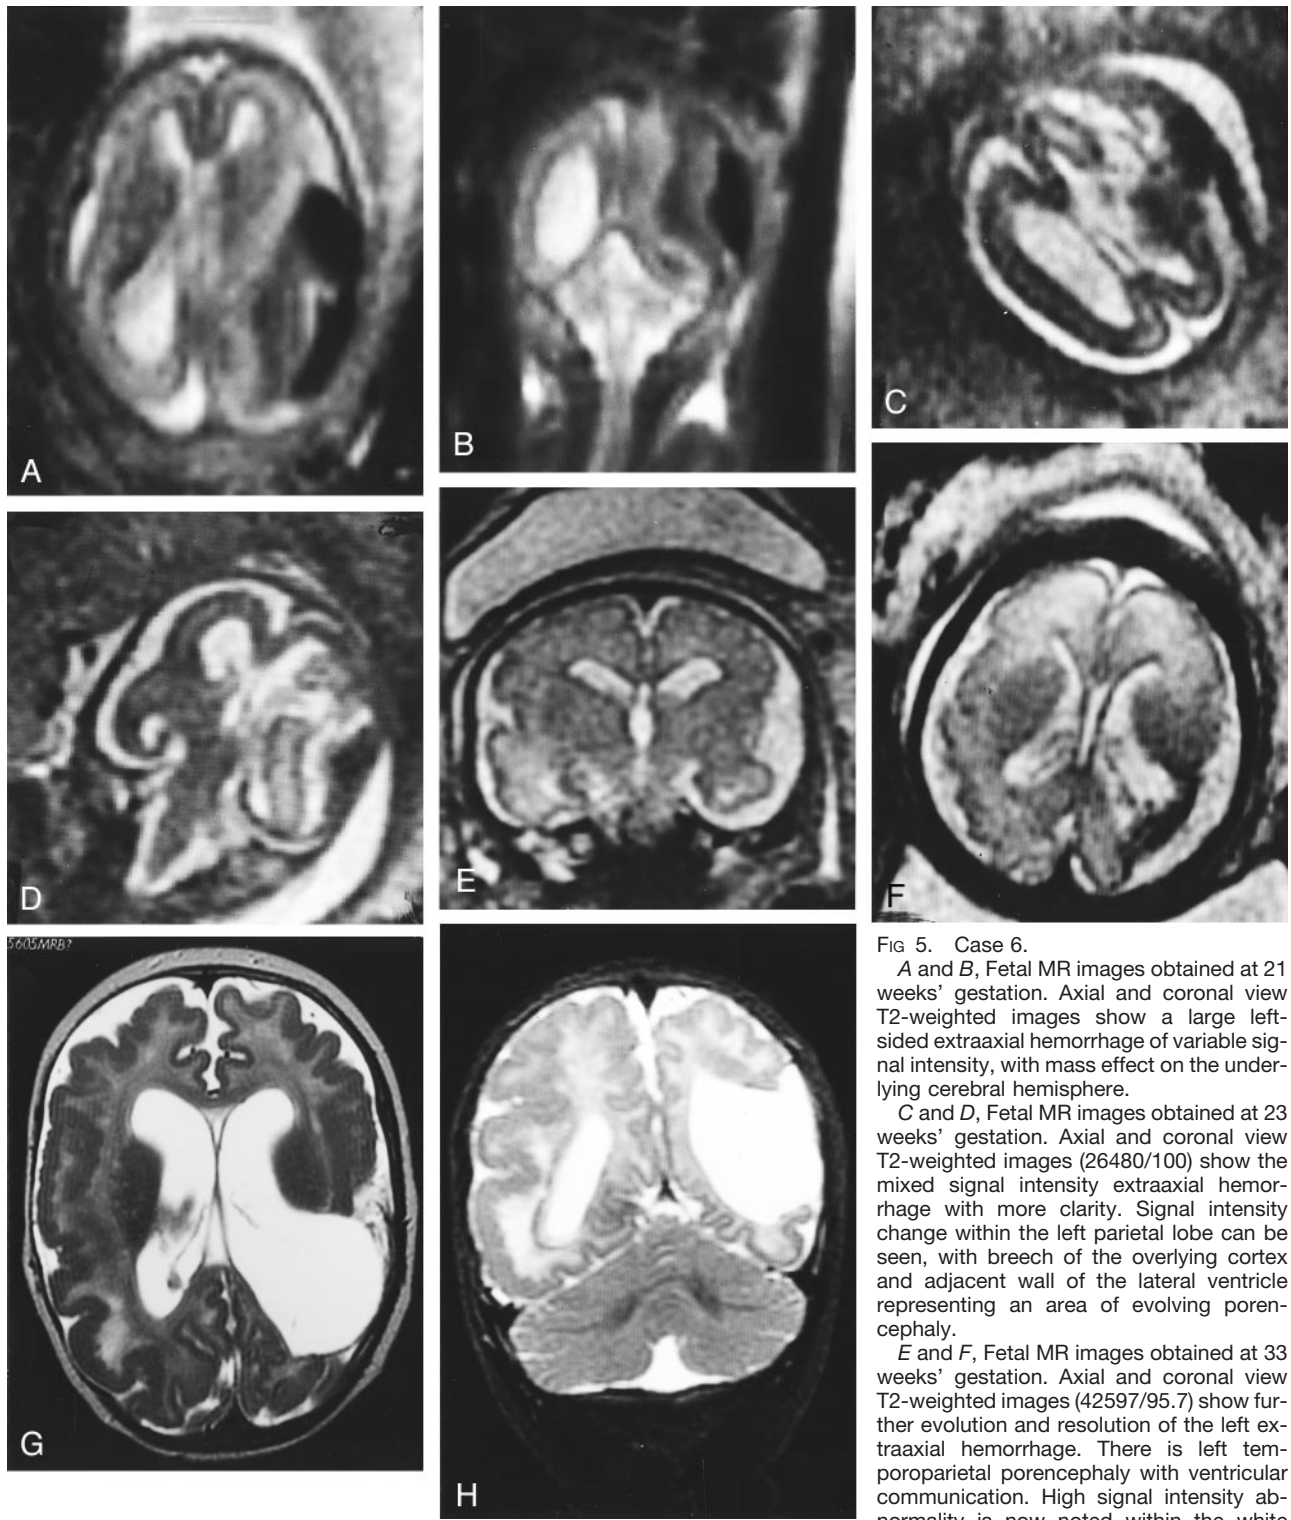 A
B
C
D
E
F
5605MRB?
G
H
FIG 5. Case 6.
A and B, Fetal MR images obtained at 21
weeks' gestation. Axial and coronal view
T2-weighted images show a large left-
sided extraaxial hemorrhage of variable sig-
nal intensity, with mass effect on the under-
lying cerebral hemisphere.
C and D, Fetal MR images obtained at 23
weeks' gestation. Axial and coronal view
T2-weighted images (26480/100) show the
mixed signal intensity extraaxial hemor-
rhage with more clarity. Signal intensity
change within the left parietal lobe can be
seen, with breech of the overlying cortex
and adjacent wall of the lateral ventricle
representing an area of evolving poren-
cephaly.
E and F, Fetal MR images obtained at 33
weeks' gestation. Axial and coronal view
T2-weighted images (42597/95.7) show fur-
ther evolution and resolution of the left ex-
traaxial hemorrhage. There is left tem-
poroparietal porencephaly with ventricular
communication. High signal intensity ab-
normality is now noted within the white